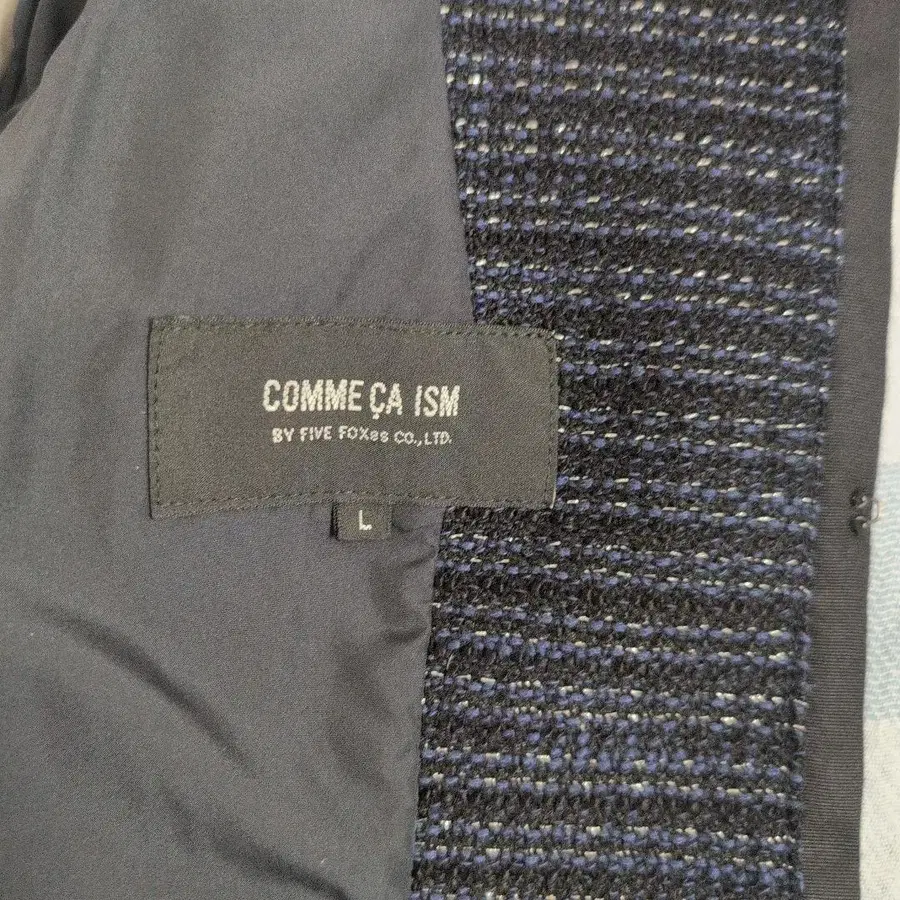 COMME ÇA ISM
BY FIVE FOXes CO., LTD.
L